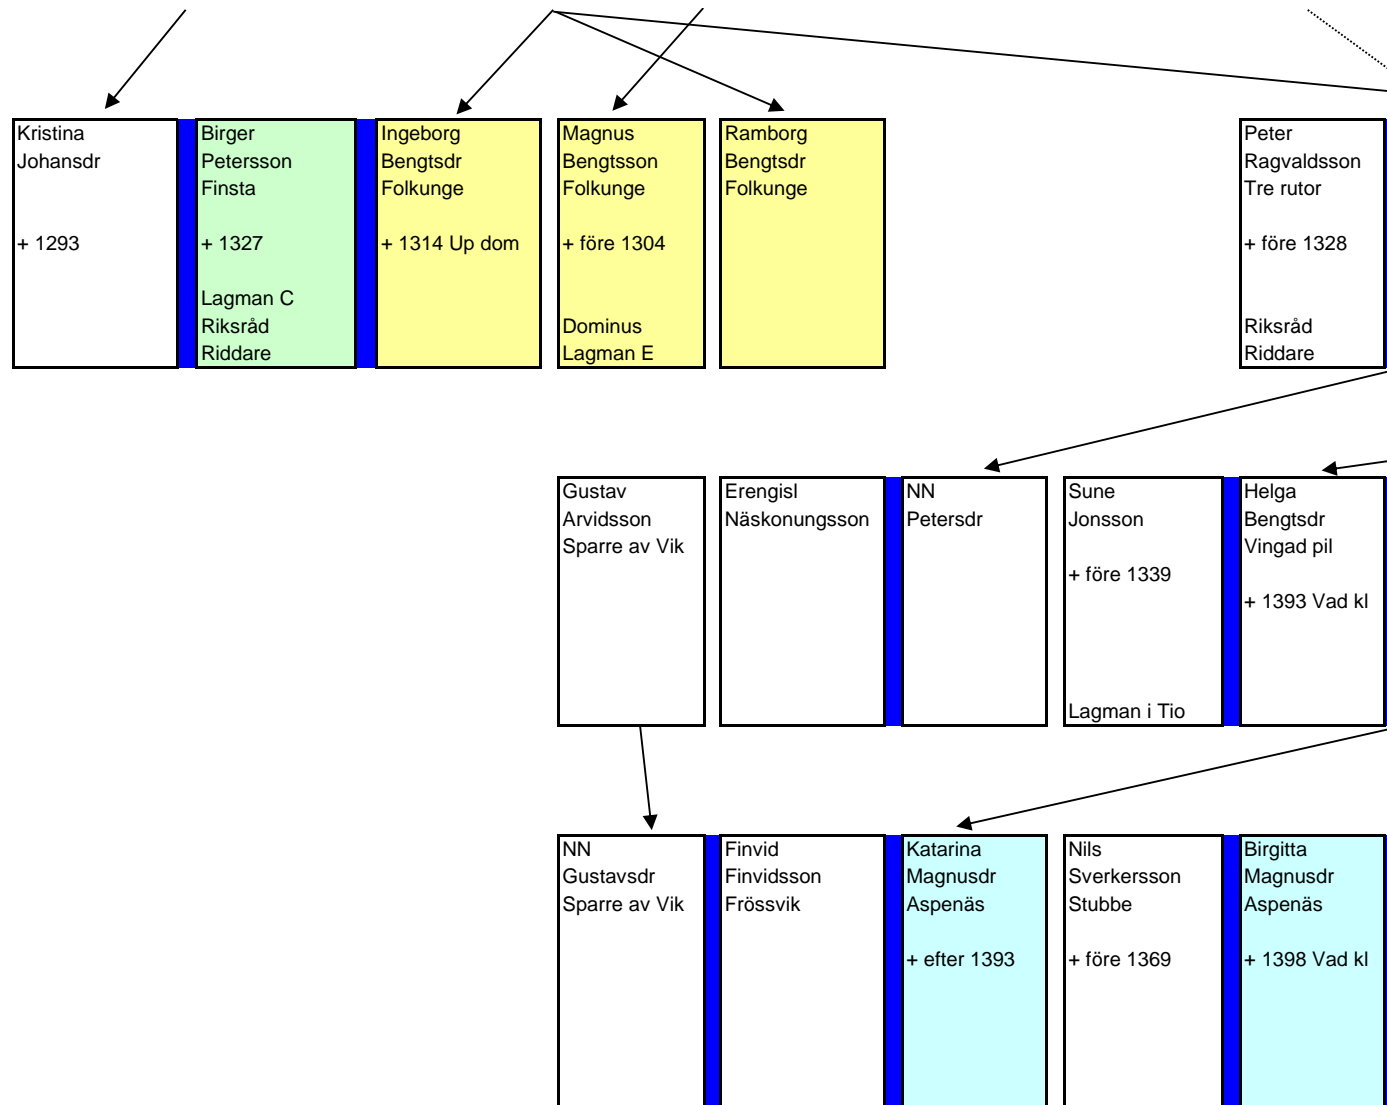 Kristina
Johansdr
+ 1293
Birger
Petersson
Finsta
+ 1327
Lagman C
Riksråd
Riddare
Ingeborg
Bengtsdr
Folkunge
+ 1314 Up dom
Magnus
Bengtsson
Folkunge
+ före 1304
Dominus
Lagman E
Ramborg
Bengtsdr
Folkunge
Peter
Ragvaldsson
Tre rutor
+ före 1328
Riksråd
Riddare
Gustav
Arvidsson
Sparre av Vik
Erengisl
Näskonungsson
NN
Petersdr
Sune
Jonsson
+ före 1339
Lagman i Tio
Helga
Bengtsdr
Vingad pil
+ 1393 Vad kl
NN
Gustavsdr
Sparre av Vik
Finvid
Finvidsson
Frössvik
Katarina
Magnusdr
Aspenäs
+ efter 1393
Nils
Sverkersson
Stubbe
+ före 1369
Birgitta
Magnusdr
Aspenäs
+ 1398 Vad kl